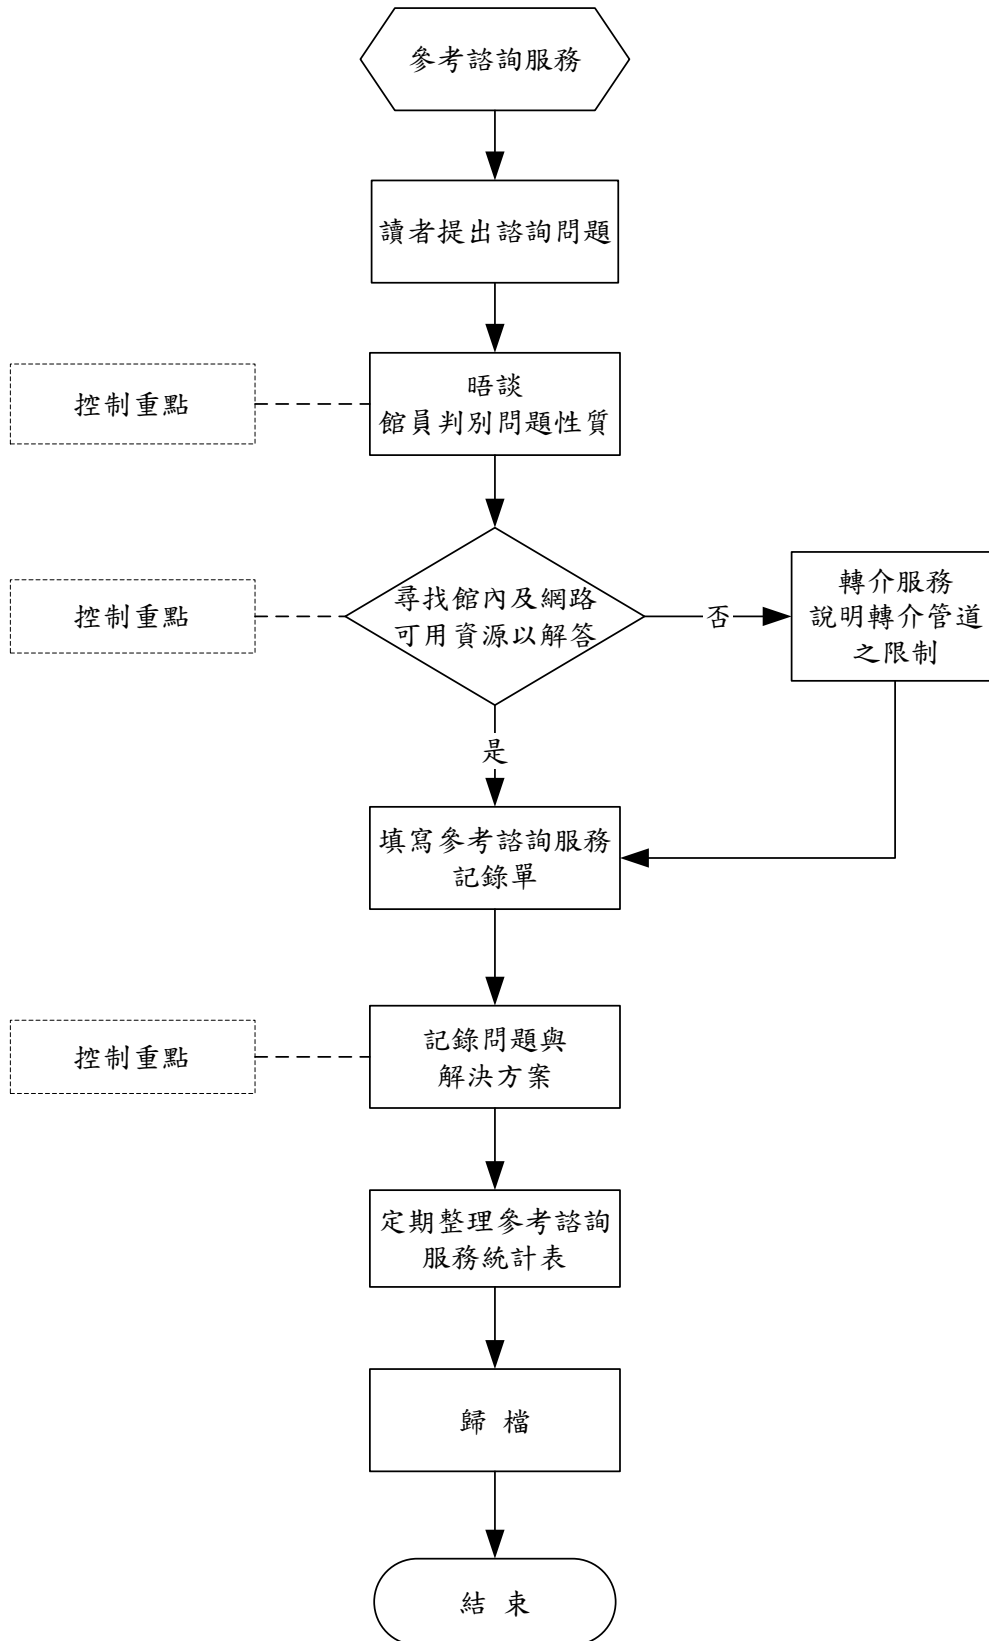 參考諮詢服務
讀者提出諮詢問題
控制重點
晤談
館員判別問題性質
控制重點
尋找館內及網路
可用資源以解答
否
轉介服務
說明轉介管道
之限制
是
填寫參考諮詢服務
記錄單
控制重點
記錄問題與
解決方案
定期整理參考諮詢
服務統計表
歸 檔
結 束